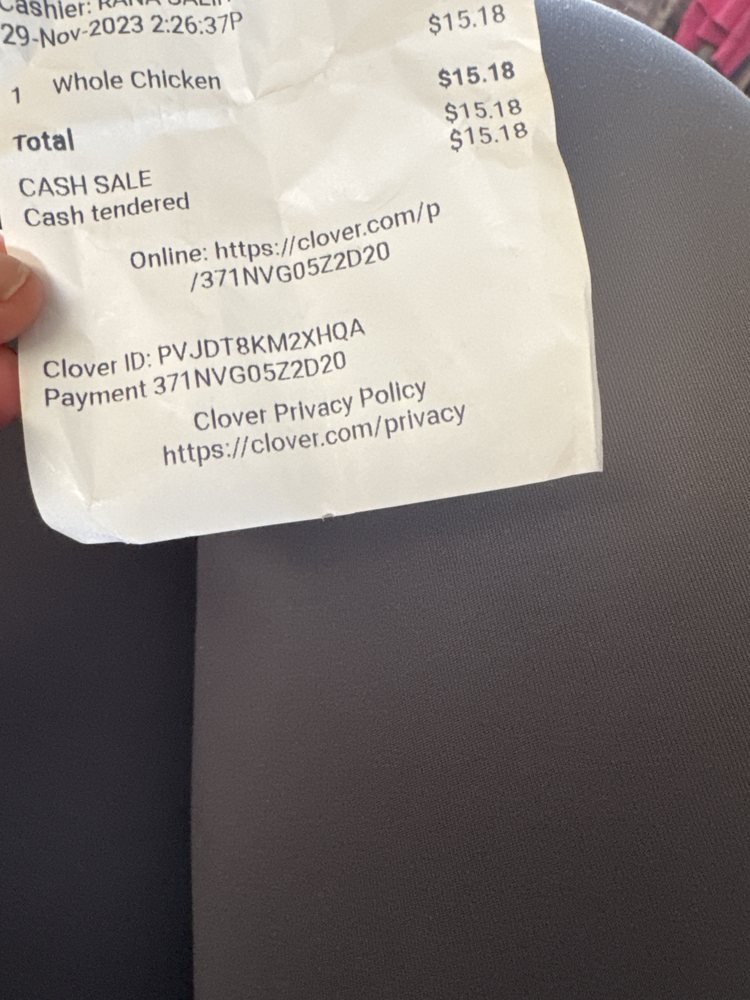 Cashier:
29-Nov-2023 2:26:37P
1 Whole Chicken $15.18
Total $15.18
CASH SALE $15.18
Cash tendered $15.18
Online: https://clover.com/p
/371NVG05Z2D20
Clover ID: PVJDT8KM2XHQA
Payment 371NVG05Z2D20
Clover Privacy Policy
https://clover.com/privacy